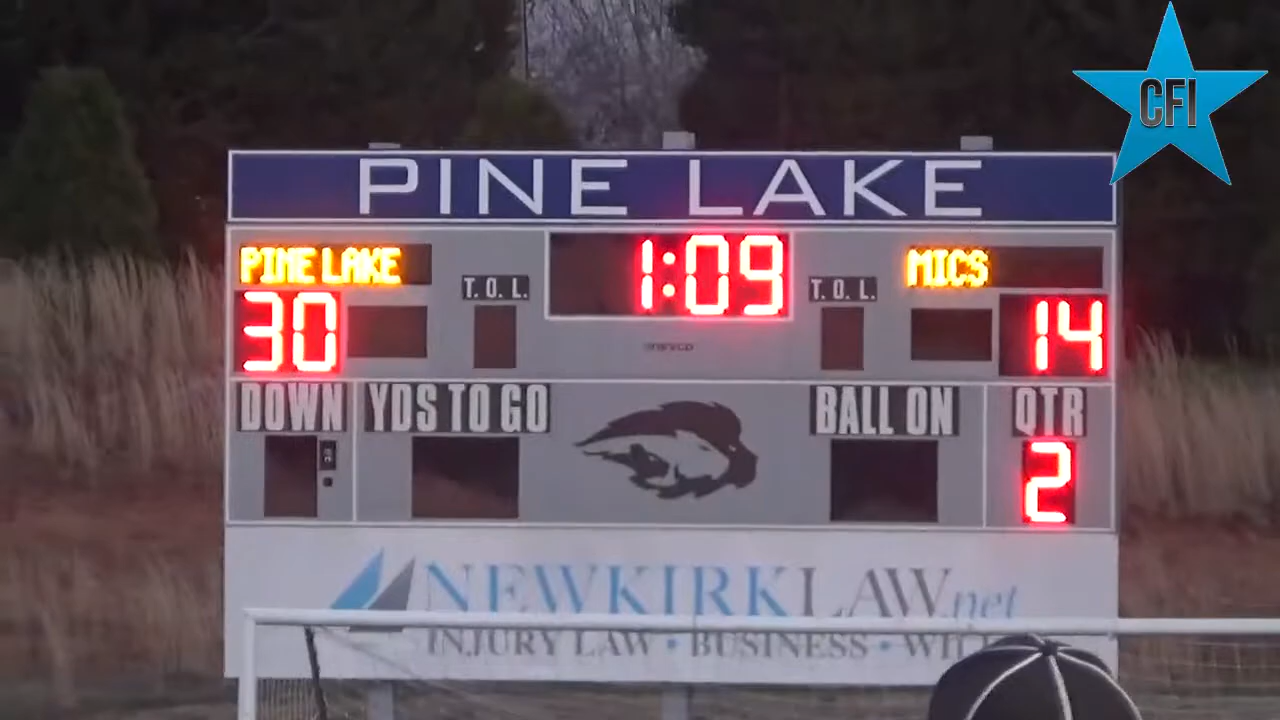 CFI
PINE LAKE
PINE LAKE
1:09
MICS
T.O.L.
T.O.L.
30
14
DOWN
YDS TO GO
BALL ON
QTR
2
NEWKIRKLAW.net
INJURY LAW • BUSINESS •